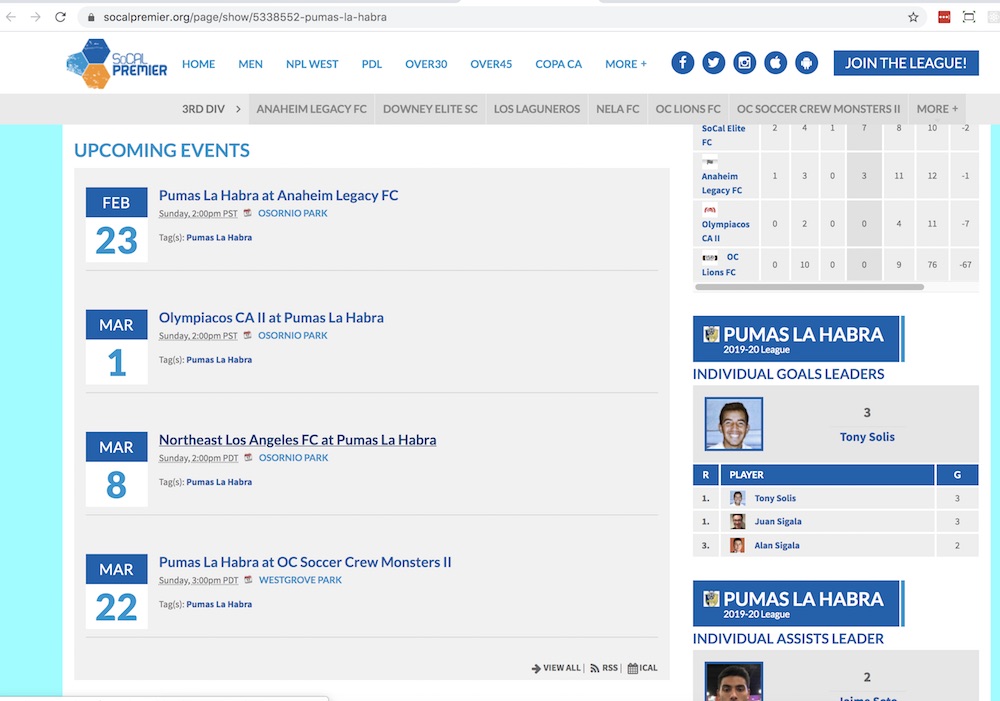 socalpremier.org/page/show/5338552-pumas-la-habra
SoCAL
PREMIER
HOME MEN NPL WEST PDL OVER30 OVER45 COPA CA MORE +
JOIN THE LEAGUE!
3RD DIV > ANAHEIM LEGACY FC DOWNEY ELITE SC LOS LAGUNEROS NELA FC OC LIONS FC OC SOCCER CREW MONSTERS II MORE +
UPCOMING EVENTS
FEB
23
Pumas La Habra at Anaheim Legacy FC
Sunday, 2:00pm PST OSORNIO PARK
Tag(s): Pumas La Habra
MAR
1
Olympiacos CA II at Pumas La Habra
Sunday, 2:00pm PST OSORNIO PARK
Tag(s): Pumas La Habra
MAR
8
Northeast Los Angeles FC at Pumas La Habra
Sunday, 2:00pm PDT OSORNIO PARK
Tag(s): Pumas La Habra
MAR
22
Pumas La Habra at OC Soccer Crew Monsters II
Sunday, 3:00pm PDT WESTGROVE PARK
Tag(s): Pumas La Habra
VIEW ALL | RSS | ICAL
SoCal Elite FC 2 4 1 7 8 10 -2
Anaheim Legacy FC 1 3 0 3 11 12 -1
Olympiacos CA II 0 2 0 0 4 11 -7
OC Lions FC 0 10 0 0 9 76 -67
PUMAS LA HABRA
2019-20 League
INDIVIDUAL GOALS LEADERS
3
Tony Solis
R PLAYER G
1. Tony Solis 3
1. Juan Sigala 3
3. Alan Sigala 2
PUMAS LA HABRA
2019-20 League
INDIVIDUAL ASSISTS LEADER
2